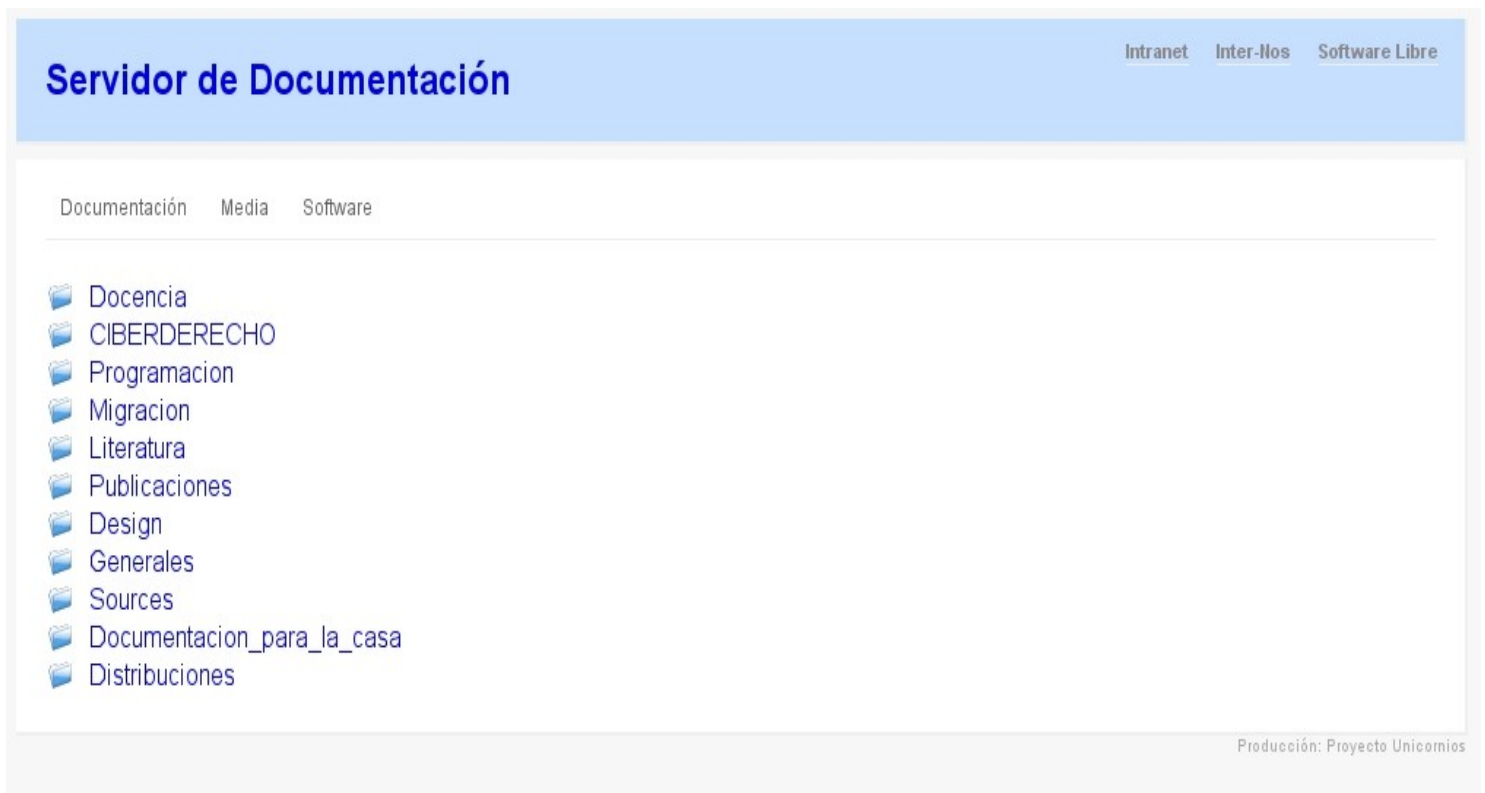 Servidor de Documentación
Intranet Inter-Nos Software Libre
Documentación Media Software
Docencia
CIBERDERECHO
Programacion
Migracion
Literatura
Publicaciones
Design
Generales
Sources
Documentacion_para_la_casa
Distribuciones
Producción: Proyecto Unicornios